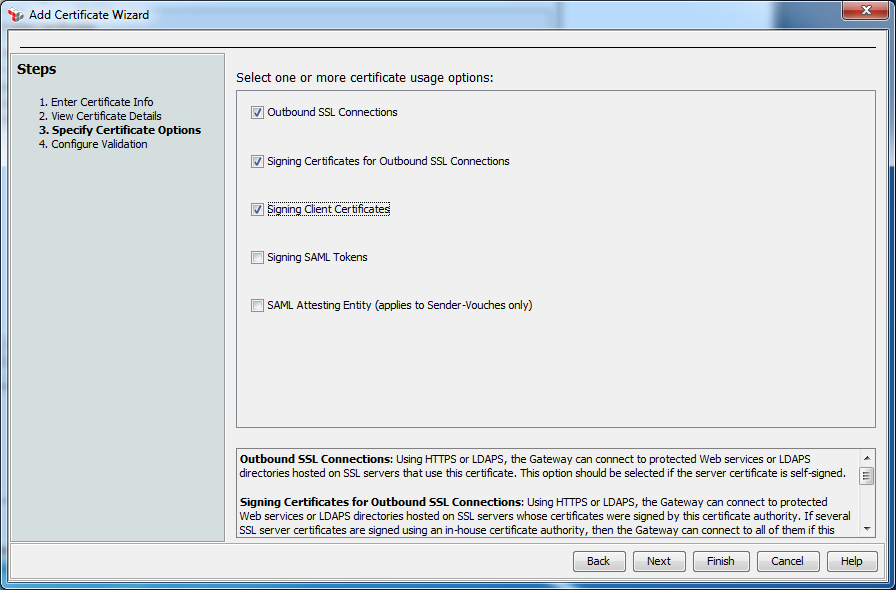 Add Certificate Wizard
Steps
1. Enter Certificate Info
2. View Certificate Details
3. Specify Certificate Options
4. Configure Validation
Select one or more certificate usage options:
Outbound SSL Connections
Signing Certificates for Outbound SSL Connections
Signing Client Certificates
Signing SAML Tokens
SAML Attesting Entity (applies to Sender-Vouches only)
Outbound SSL Connections: Using HTTPS or LDAPS, the Gateway can connect to protected Web services or LDAPS
directories hosted on SSL servers that use this certificate. This option should be selected if the server certificate is self-signed.
Signing Certificates for Outbound SSL Connections: Using HTTPS or LDAPS, the Gateway can connect to protected
Web services or LDAPS directories hosted on SSL servers whose certificates were signed by this certificate authority. If several
SSL server certificates are signed using an in-house certificate authority, then the Gateway can connect to all of them if this
Back
Next
Finish
Cancel
Help